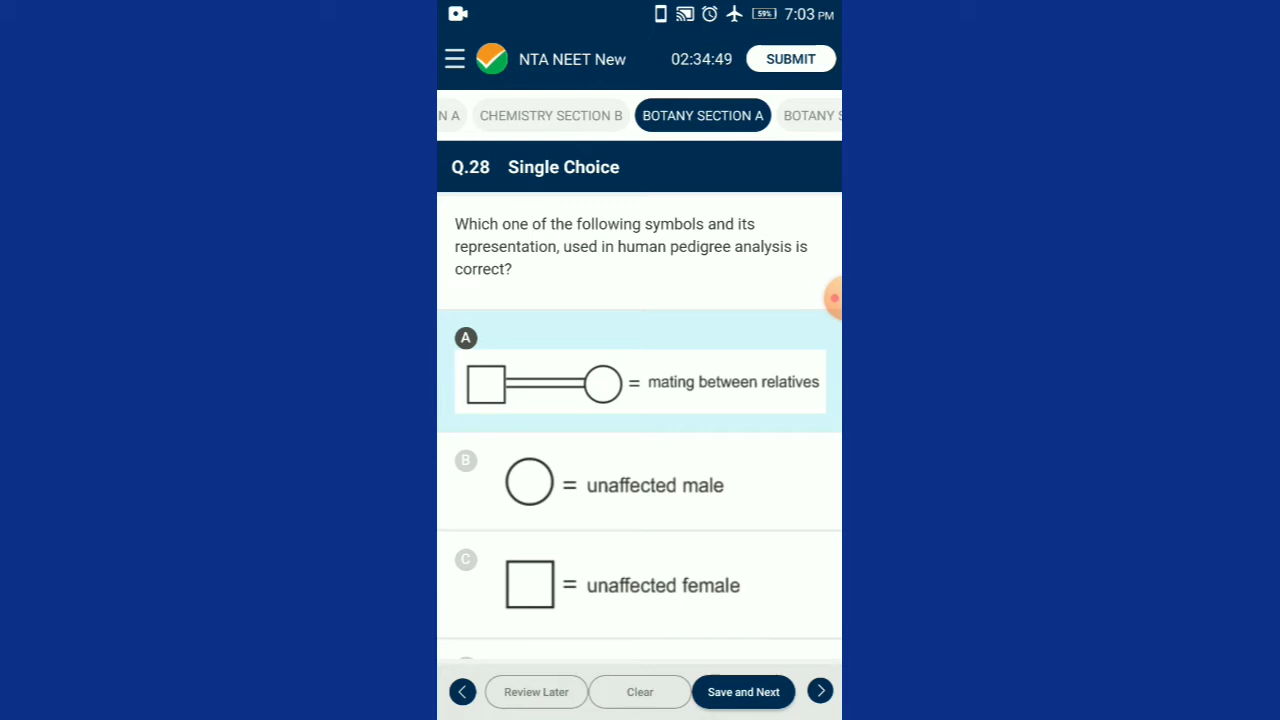 59% 7:03 PM
NTA NEET New 02:34:49 SUBMIT
N A CHEMISTRY SECTION B BOTANY SECTION A BOTANY S
Q.28 Single Choice
Which one of the following symbols and its
representation, used in human pedigree analysis is
correct?
A
= mating between relatives
B
= unaffected male
C
= unaffected female
Review Later Clear Save and Next